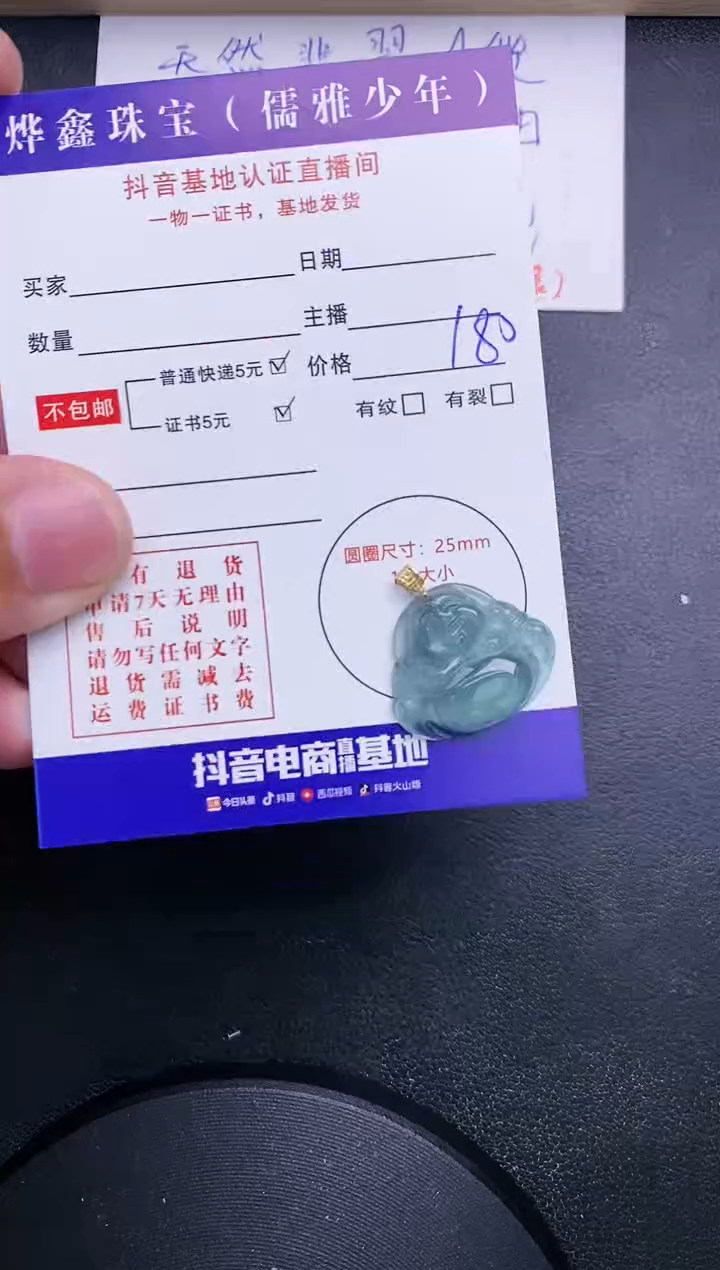 天然翡翠A货
烨鑫珠宝（儒雅少年）
抖音基地认证直播间
一物一证书，基地发货
买家
日期
数量
主播
普通快递5元
价格 180
不包邮
证书5元
有纹
有裂
有退货
申请7天无理由
售后说明
请勿写任何文字
退货需减去
运费证书费
圆圈尺寸：25mm
大小
抖音电商直播基地
今日头条 抖音 西瓜视频 抖音火山版